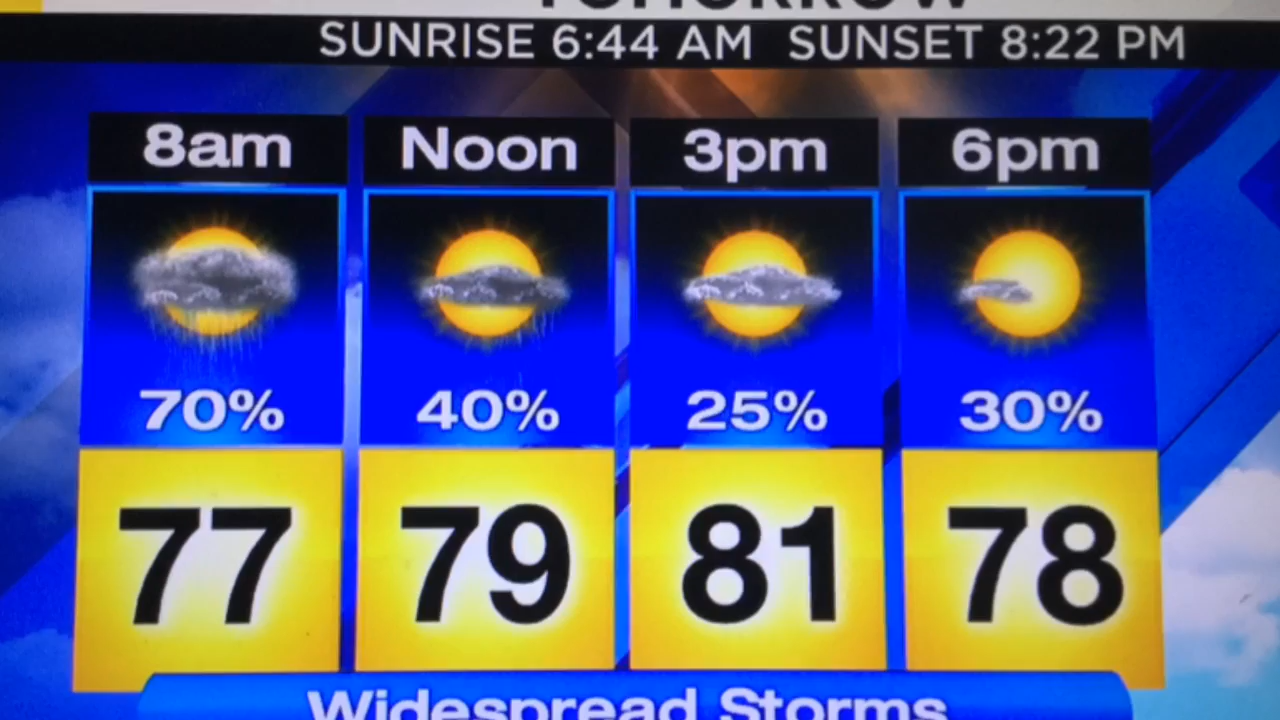 TOMORROW
SUNRISE 6:44 AM SUNSET 8:22 PM
8am Noon 3pm 6pm
70% 40% 25% 30%
77 79 81 78
Widespread Storms